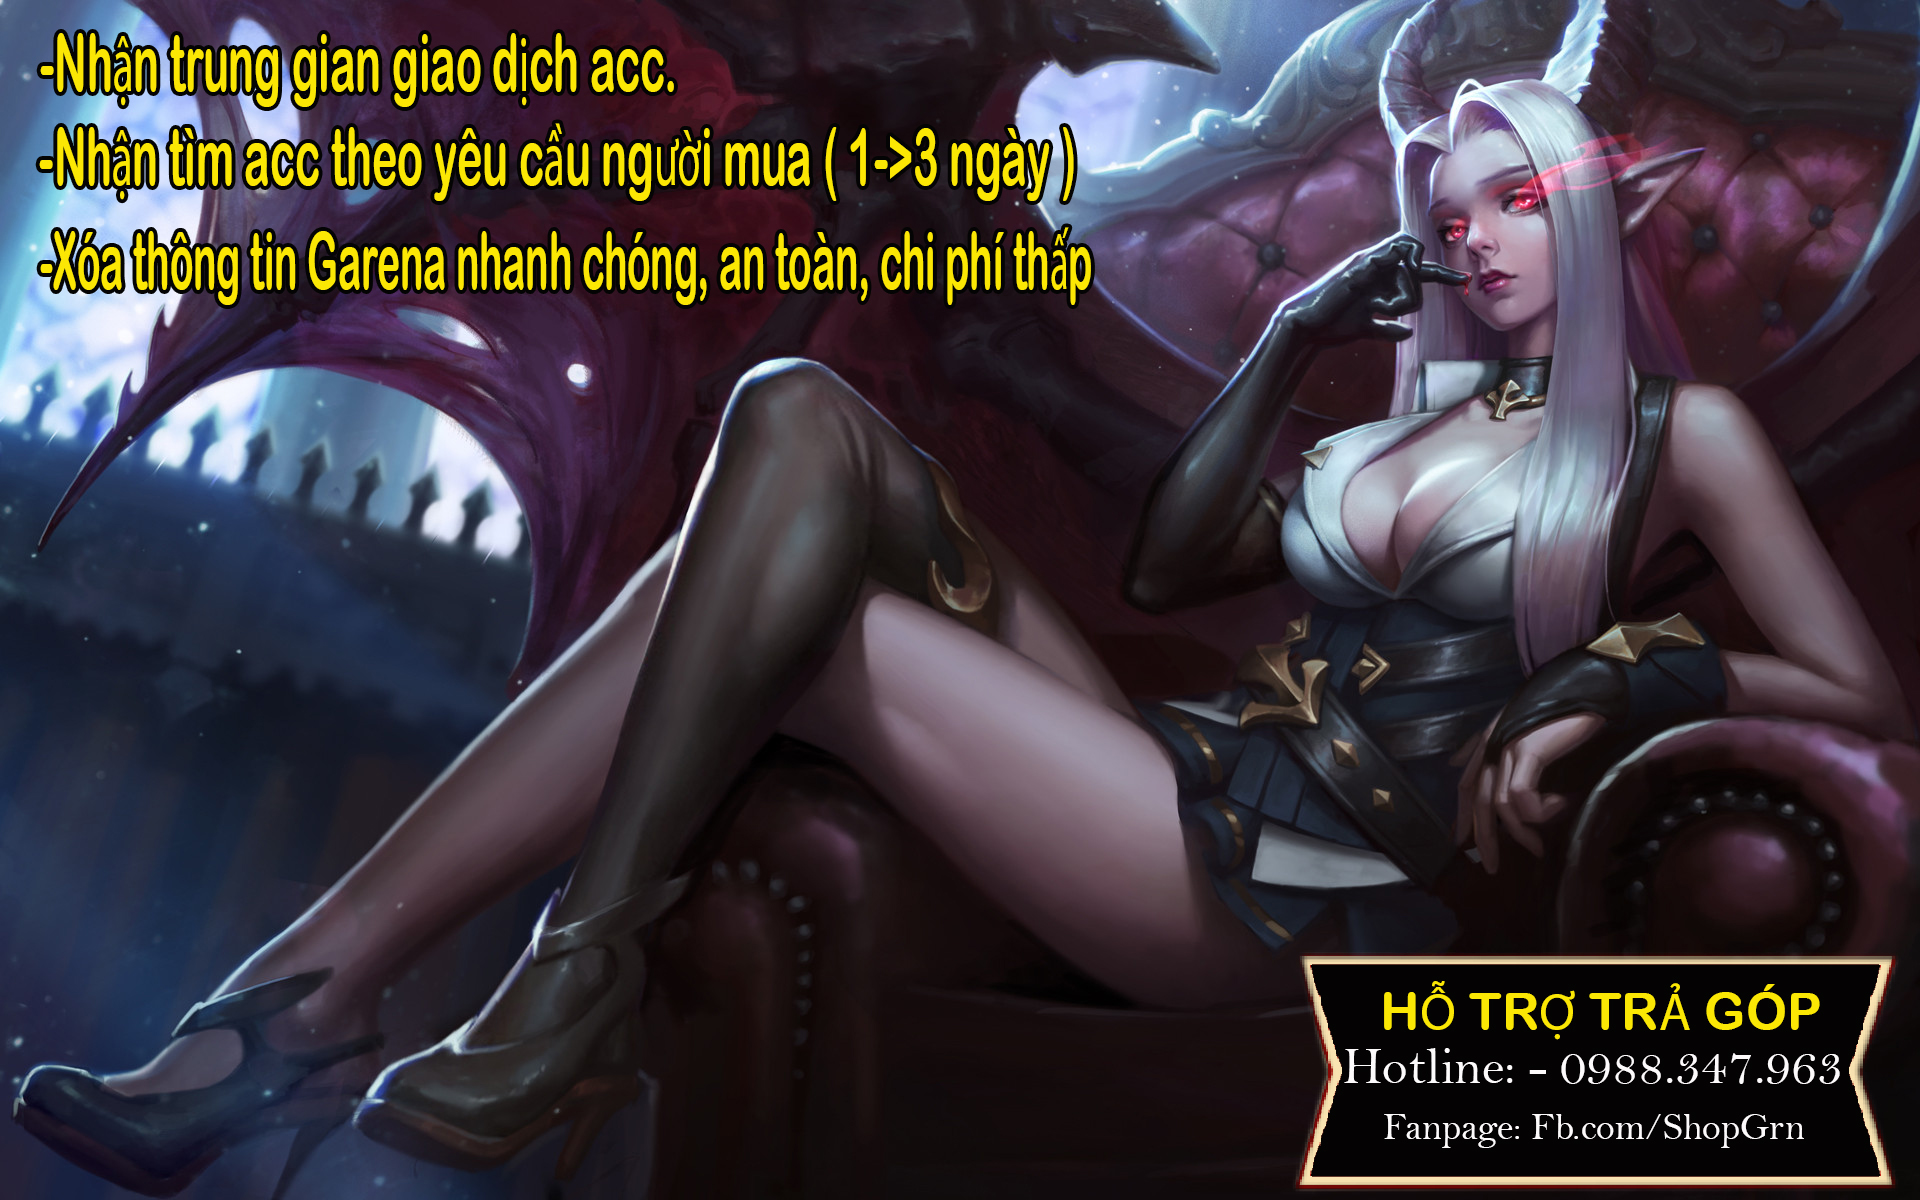 -Nhận trung gian giao dịch acc.
-Nhận tìm acc theo yêu cầu người mua ( 1->3 ngày )
-Xóa thông tin Garena nhanh chóng, an toàn, chi phí thấp
HỖ TRỢ TRẢ GÓP
Hotline: - 0988.347.963
Fanpage: Fb.com/ShopGrn